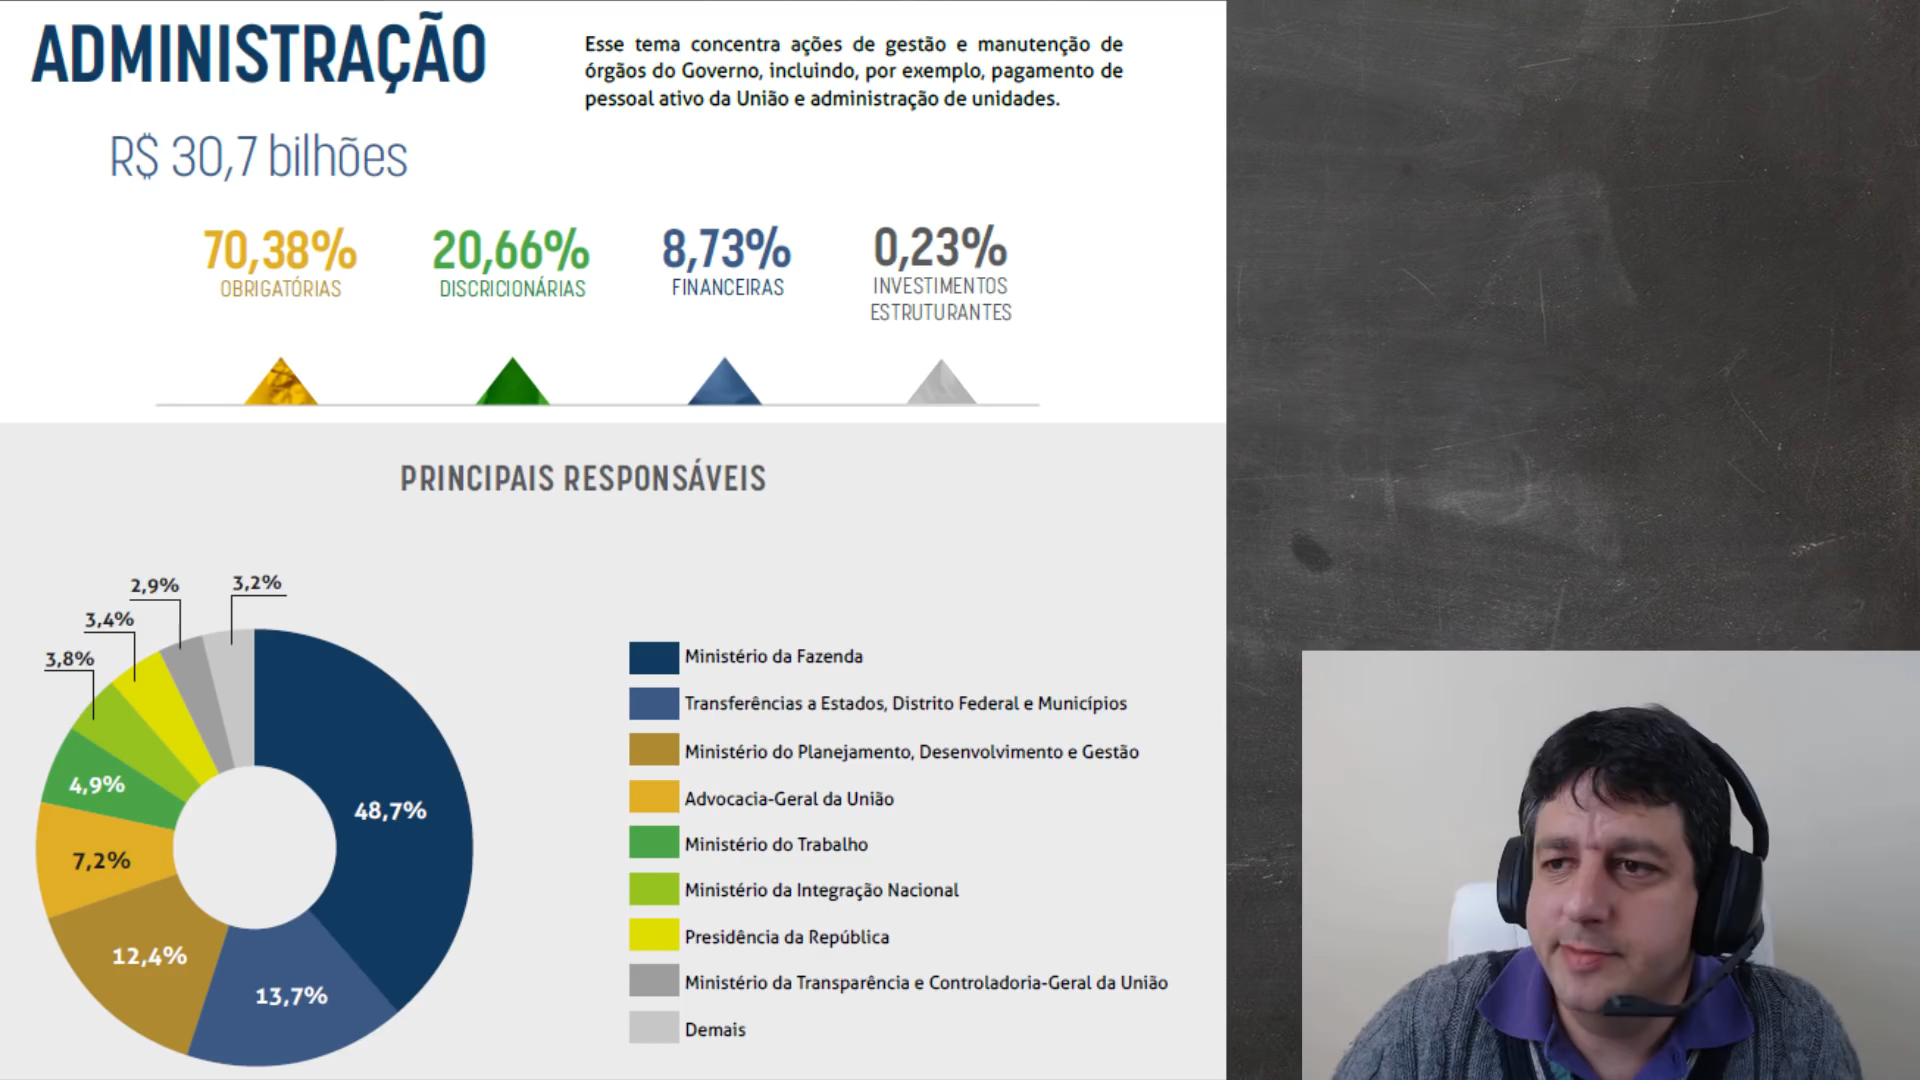 ADMINISTRAÇÃO
R$ 30,7 bilhões
Esse tema concentra ações de gestão e manutenção de
órgãos do Governo, incluindo, por exemplo, pagamento de
pessoal ativo da União e administração de unidades.
70,38%
OBRIGATÓRIAS
20,66%
DISCRICIONÁRIAS
8,73%
FINANCEIRAS
0,23%
INVESTIMENTOS
ESTRUTURANTES
PRINCIPAIS RESPONSÁVEIS
3,2%
2,9%
3,4%
3,8%
4,9%
7,2%
12,4%
13,7%
48,7%
Ministério da Fazenda
Transferências a Estados, Distrito Federal e Municípios
Ministério do Planejamento, Desenvolvimento e Gestão
Advocacia-Geral da União
Ministério do Trabalho
Ministério da Integração Nacional
Presidência da República
Ministério da Transparência e Controladoria-Geral da União
Demais